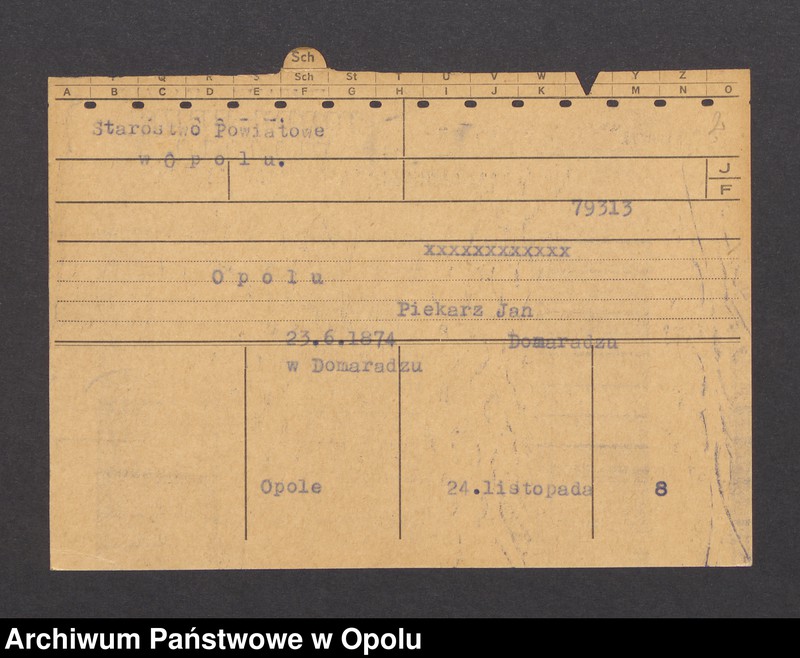 Sch
P Q R S Sch St T U V W Y Z
A B C D E F G H I J K M N O
2
Starostwo Powiatowe
w O p o l u.
J
F
79313
xxxxxxxxxxxx
O p o l u
Piekarz Jan
23.6.1874 Domaradzu
w Domaradzu
Opole 24.listopada 8
Archiwum Państwowe w Opolu